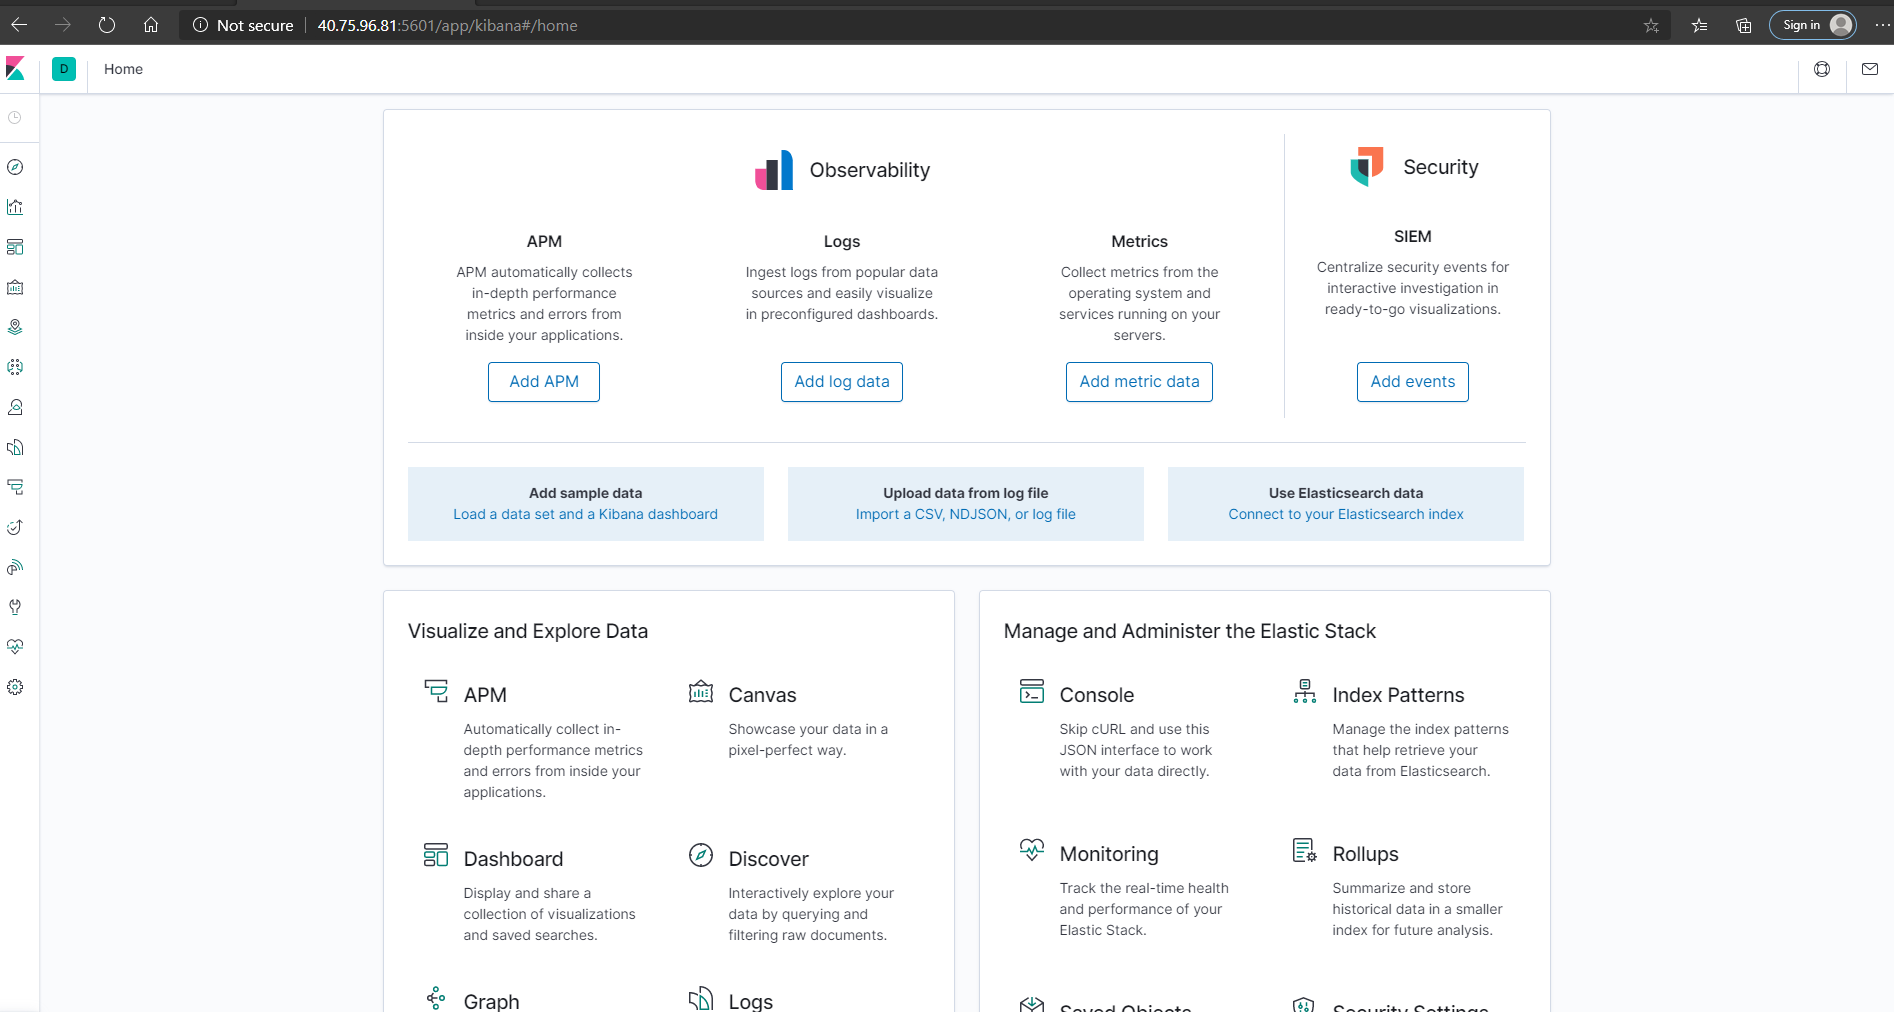 Not secure
40.75.96.81:5601/app/kibana#/home
Sign in
D
Home
Observability
Security
APM
APM automatically collects
in-depth performance
metrics and errors from
inside your applications.
Add APM
Logs
Ingest logs from popular data
sources and easily visualize
in preconfigured dashboards.
Add log data
Metrics
Collect metrics from the
operating system and
services running on your
servers.
Add metric data
SIEM
Centralize security events for
interactive investigation in
ready-to-go visualizations.
Add events
Add sample data
Load a data set and a Kibana dashboard
Upload data from log file
Import a CSV, NDJSON, or log file
Use Elasticsearch data
Connect to your Elasticsearch index
Visualize and Explore Data
APM
Automatically collect in-
depth performance metrics
and errors from inside your
applications.
Canvas
Showcase your data in a
pixel-perfect way.
Dashboard
Display and share a
collection of visualizations
and saved searches.
Discover
Interactively explore your
data by querying and
filtering raw documents.
Graph
Logs
Manage and Administer the Elastic Stack
Console
Skip cURL and use this
JSON interface to work
with your data directly.
Index Patterns
Manage the index patterns
that help retrieve your
data from Elasticsearch.
Monitoring
Track the real-time health
and performance of your
Elastic Stack.
Rollups
Summarize and store
historical data in a smaller
index for future analysis.
Saved Objects
Security Settings